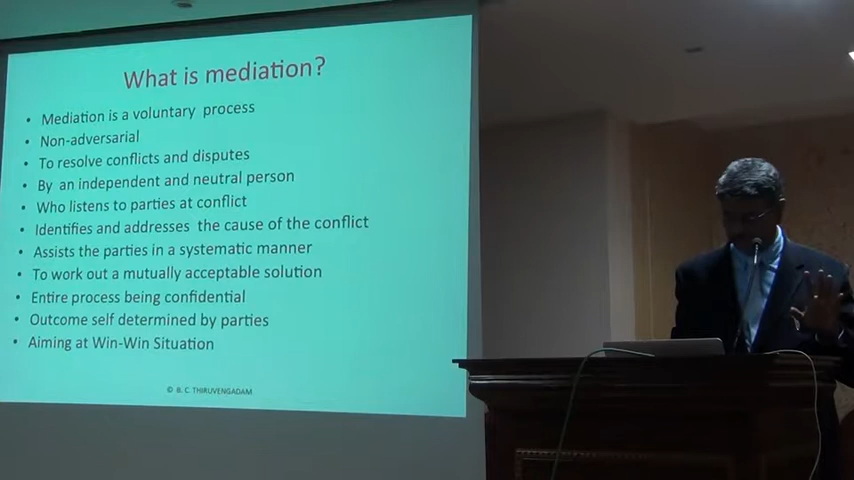 What is mediation?
• Mediation is a voluntary process
• Non-adversarial
• To resolve conflicts and disputes
• By an independent and neutral person
• Who listens to parties at conflict
• Identifies and addresses the cause of the conflict
• Assists the parties in a systematic manner
• To work out a mutually acceptable solution
• Entire process being confidential
• Outcome self determined by parties
• Aiming at Win-Win Situation
© B. C THIRUVENGADAM